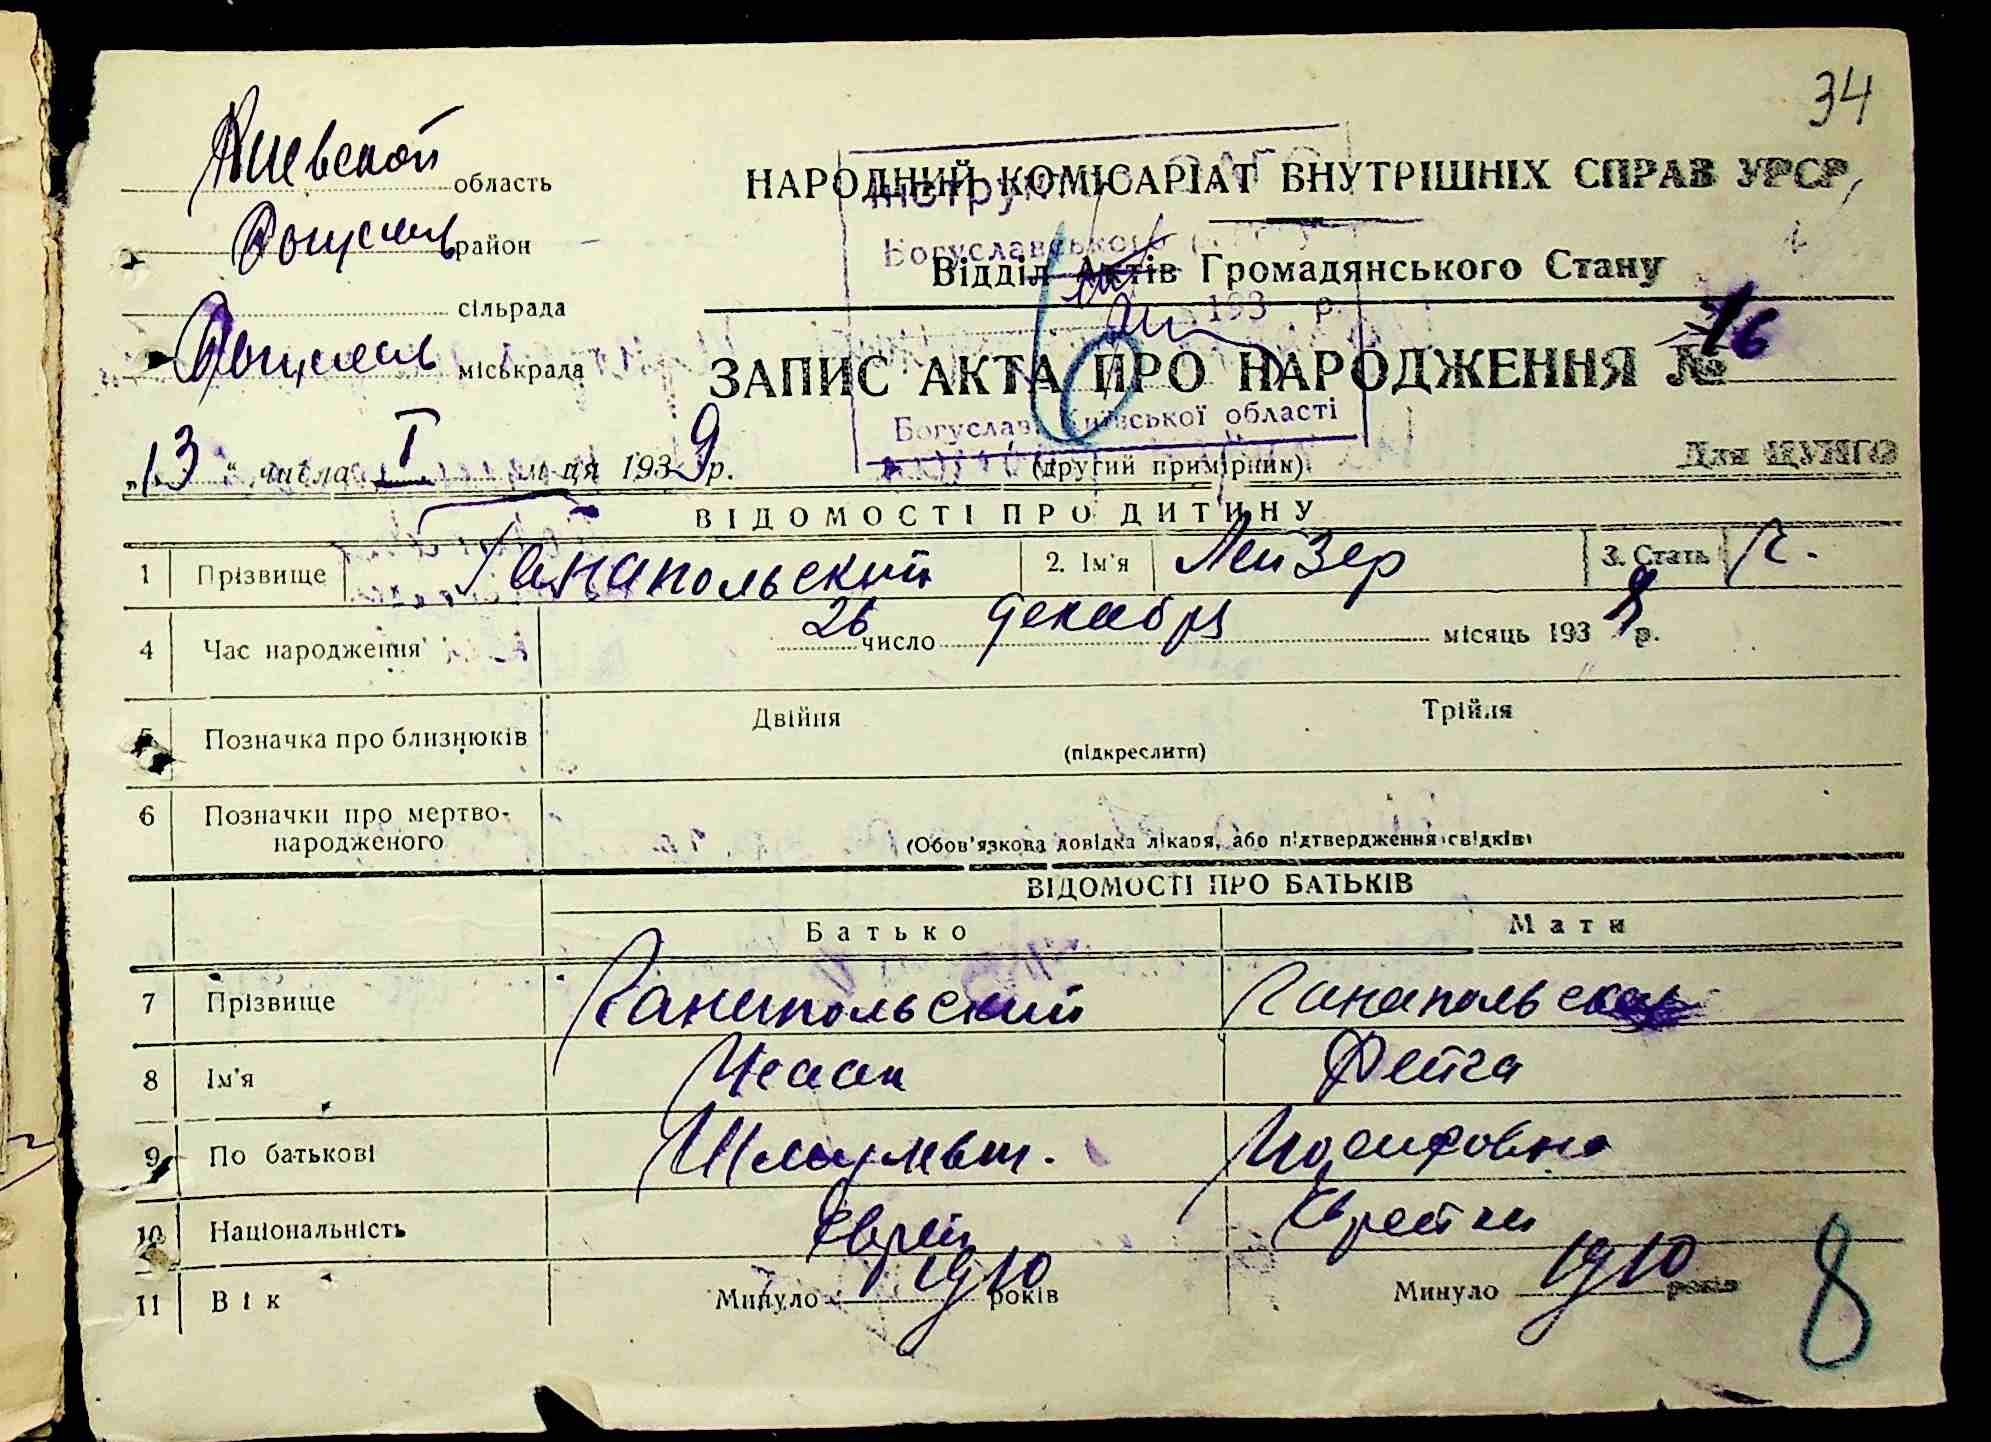 34
Киевской область
НАРОДНИЙ КОМІСАРІАТ ВНУТРІШНІХ СПРАВ УРСР
Богуслав район
Богуславського
Відділ Актів Громадянського Стану
сільрада
193 р.
Богуслав міськрада
ЗАПИС АКТА ПРО НАРОДЖЕННЯ № 16
Богуслав Київської області
„13“ числа I м-ця 1939 р.
(другий примірник)
Для ЦУНГО
ВІДОМОСТІ ПРО ДИТИНУ
1 Прізвище Ганапольский 2. Ім'я Лейзер 3. Стать ч.
4 Час народження 26 число декабря місяць 1938 р.
5 Позначка про близнюків Двійня Трійля
(підкреслити)
6 Позначки про мертво-
народженого
(Обов'язкова довідка лікаря, або підтвердження свідків)
ВІДОМОСТІ ПРО БАТЬКІВ
Батько Мати
7 Прізвище Ганапольский Ганапольская
8 Ім'я Исаак Рейза
9 По батькові Шмулевич. Иосифовна
10 Національність Еврей Еврейка
11 Вік Минуло 1910 років Минуло 1910 років
8